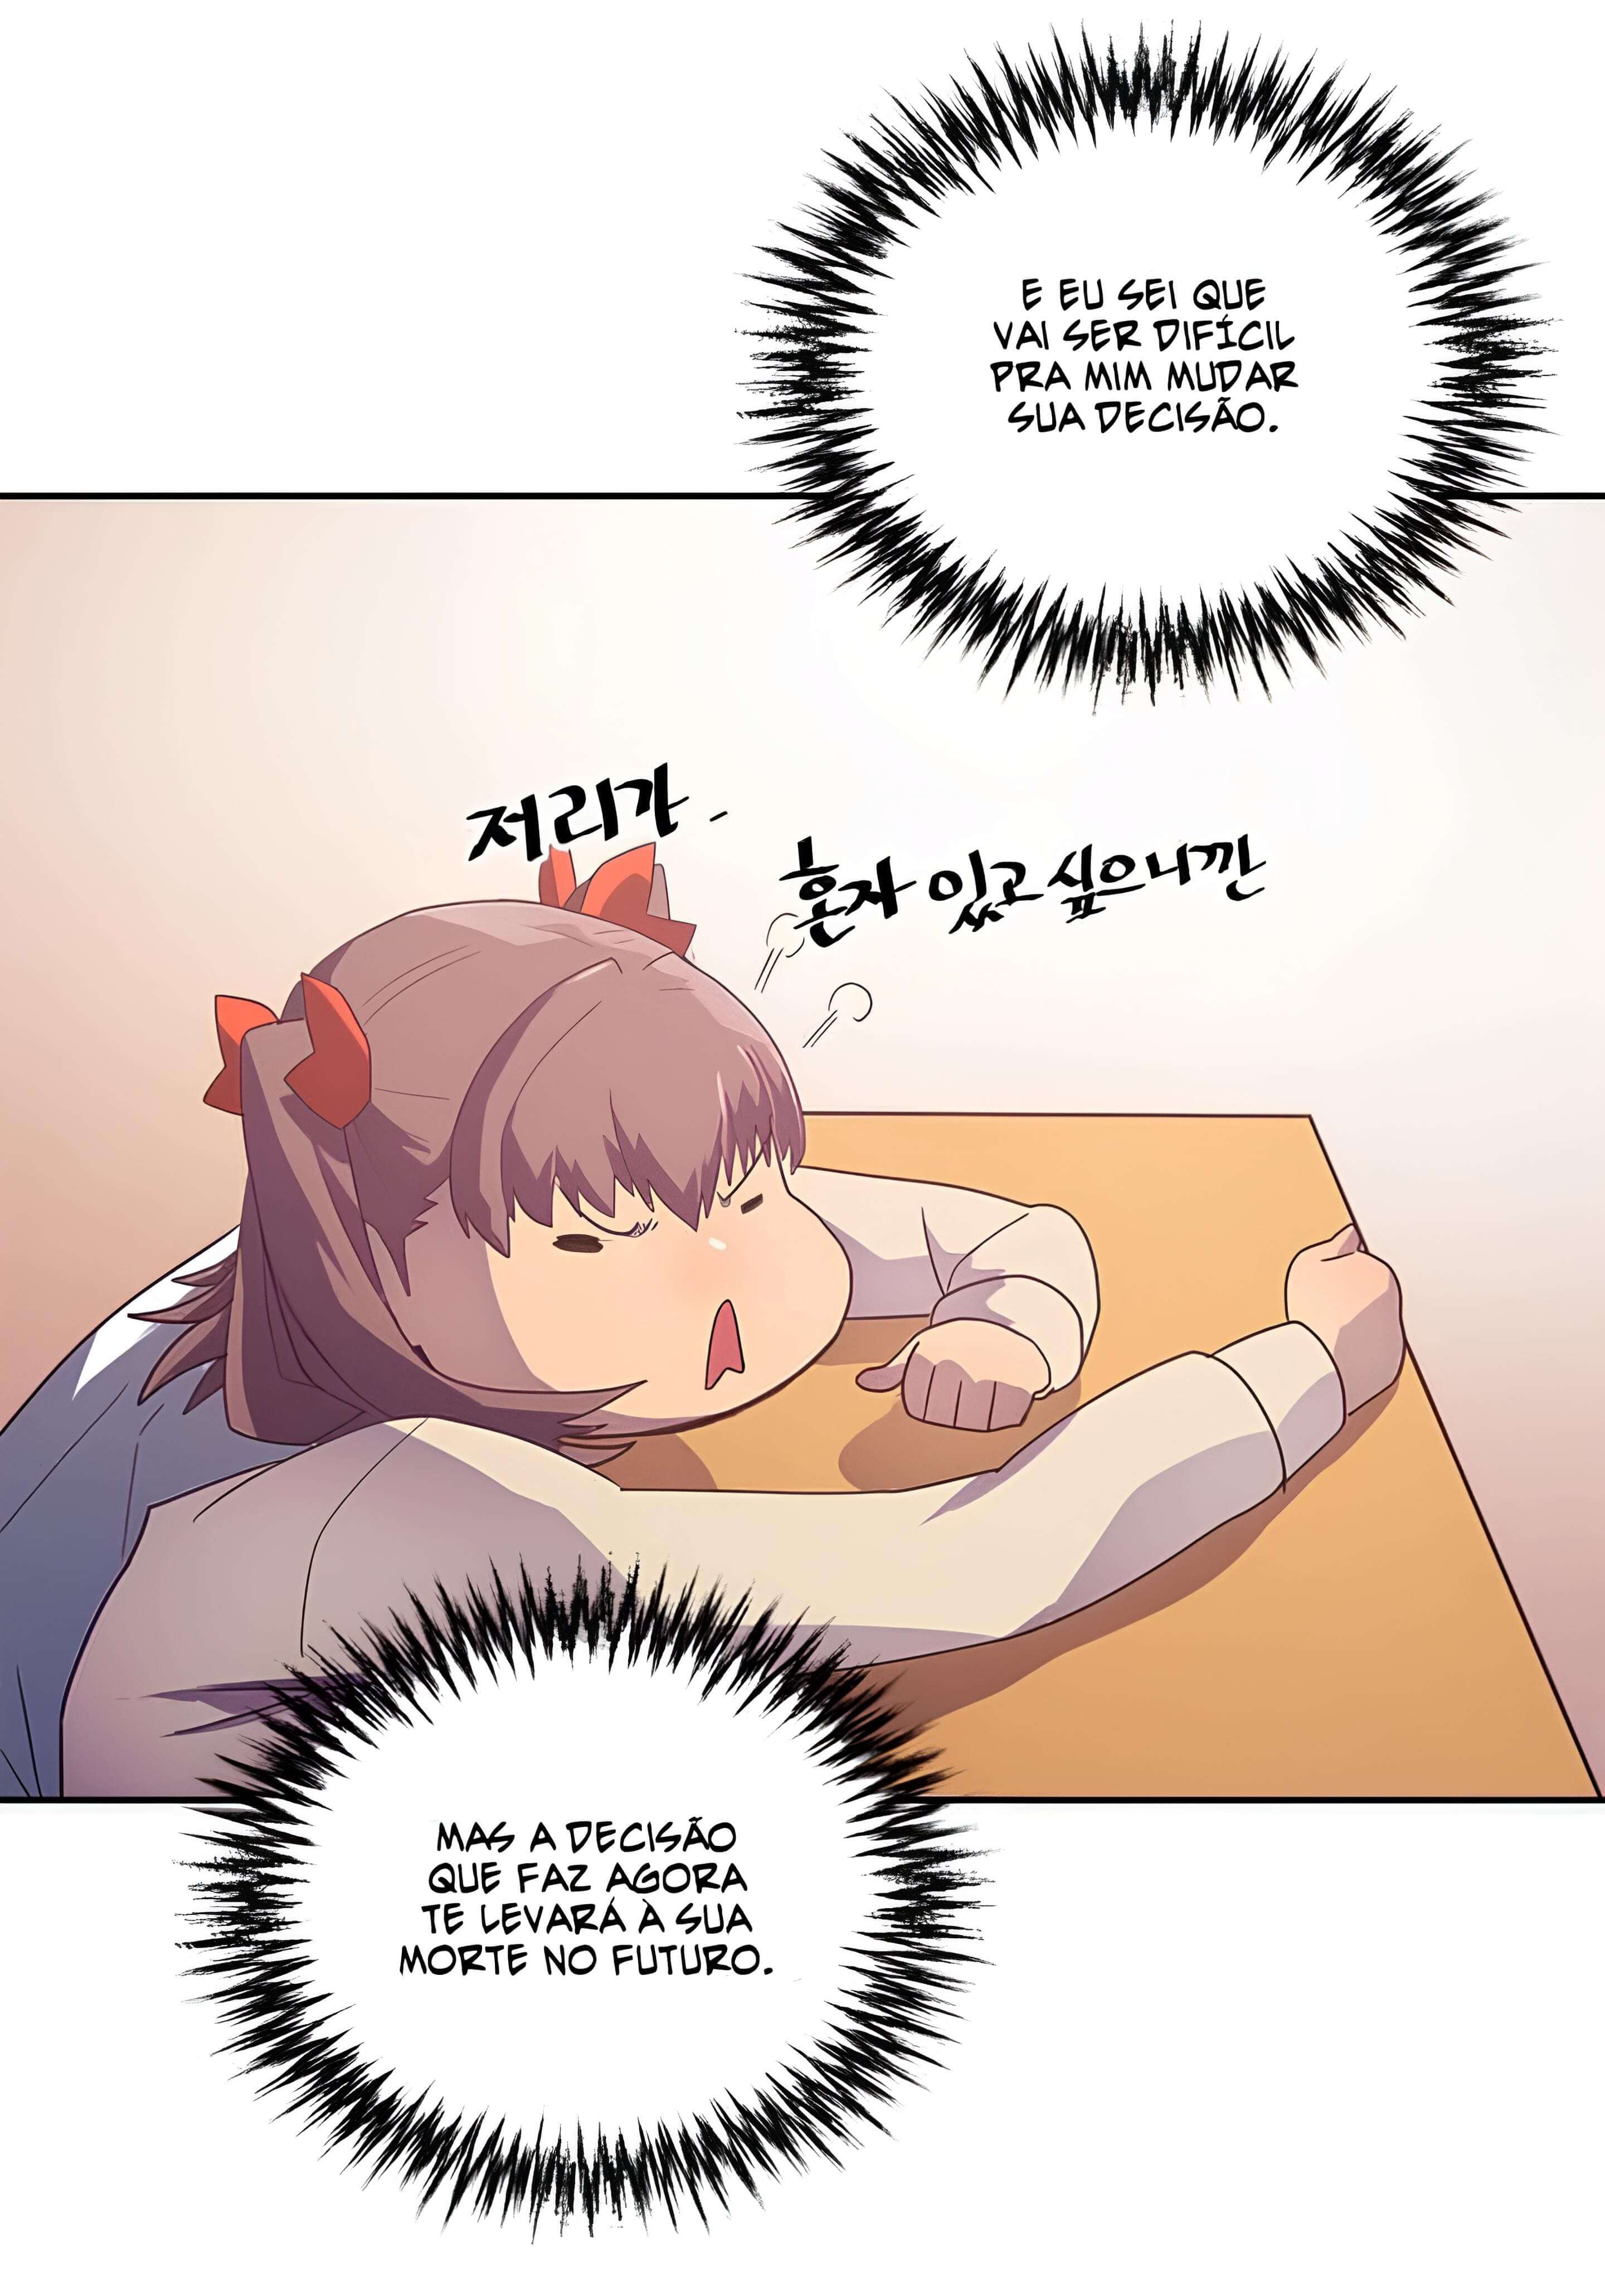 E EU SEI QUE
VAI SER DIFÍCIL
PRA MIM MUDAR
SUA DECISÃO.
저리가-
혼자 있고 싶으니깐
MAS A DECISÃO
QUE FAZ AGORA
TE LEVARÁ À SUA
MORTE NO FUTURO.